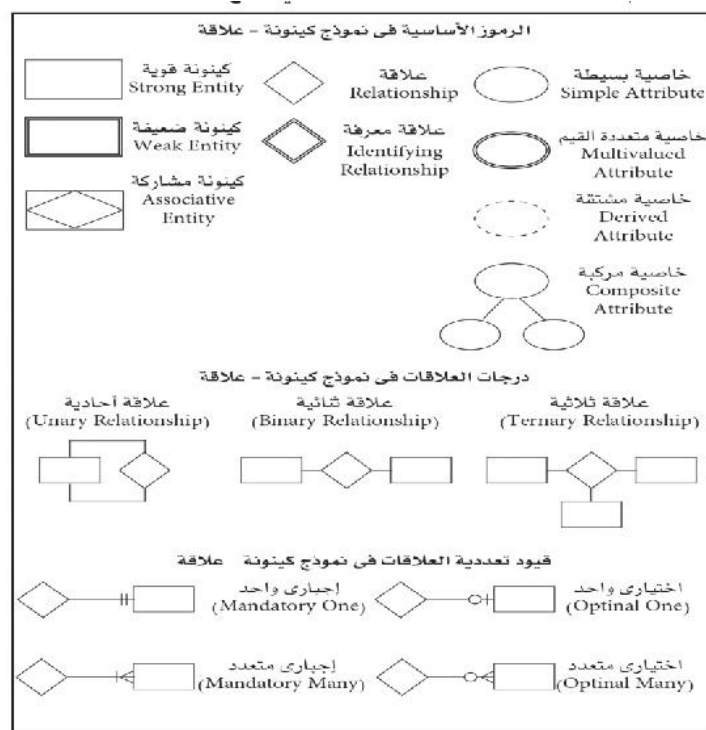 الرموز الأساسية فى نموذج كينونة - علاقة
كينونة قوية
Strong Entity
علاقة
Relationship
خاصية بسيطة
Simple Attribute
كينونة ضعيفة
Weak Entity
علاقة معرفة
Identifying
Relationship
خاصية متعددة القيم
Multivalued
Attribute
كينونة مشاركة
Associative
Entity
خاصية مشتقة
Derived
Attribute
خاصية مركبة
Composite
Attribute
درجات العلاقات فى نموذج كينونة - علاقة
علاقة أحادية
(Unary Relationship)
علاقة ثنائية
(Binary Relationship)
علاقة ثلاثية
(Ternary Relationship)
قيود تعددية العلاقات فى نموذج كينونة علاقة
إجبارى واحد
(Mandatory One)
اختيارى واحد
(Optinal One)
إجبارى متعدد
(Mandatory Many)
اختيارى متعدد
(Optinal Many)